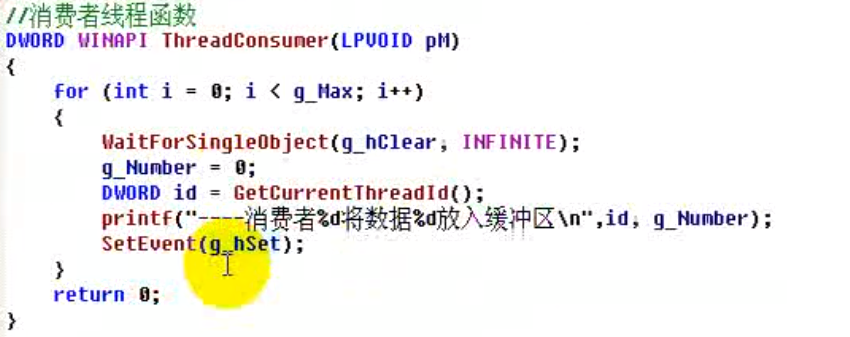 //消费者线程函数
DWORD WINAPI ThreadConsumer(LPVOID pM)
{
    for (int i = 0; i < g_Max; i++)
    {
        WaitForSingleObject(g_hClear, INFINITE);
        g_Number = 0;
        DWORD id = GetCurrentThreadId();
        printf("----消费者%d将数据%d放入缓冲区\n",id, g_Number);
        SetEvent(g_hSet);
    }
    return 0;
}